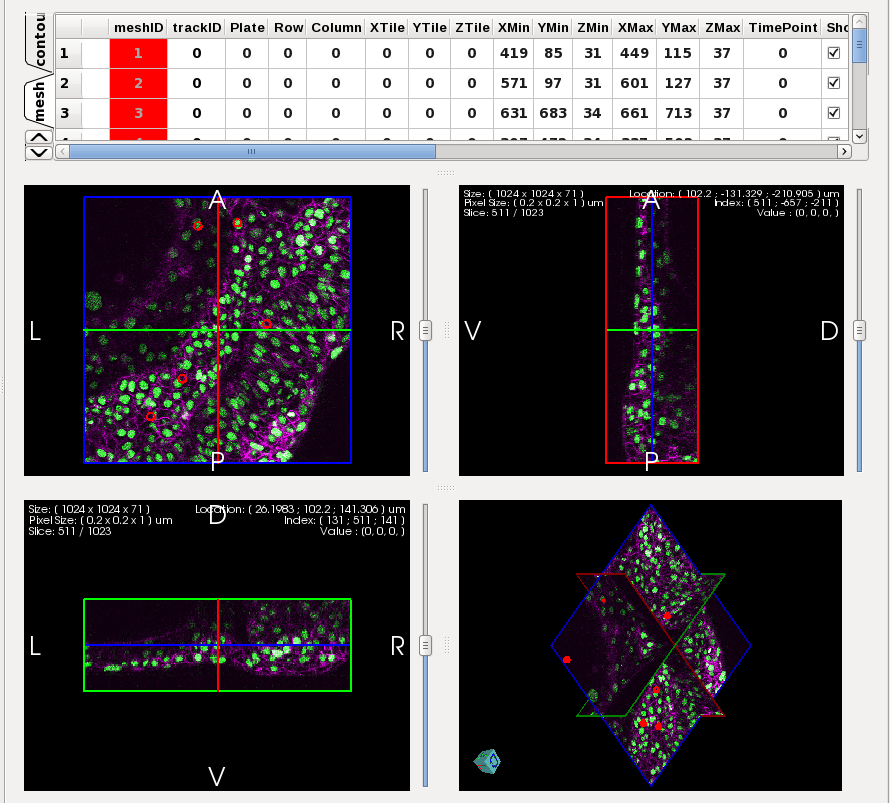 contou
mesh
meshID trackID Plate Row Column XTile YTile ZTile XMin YMin ZMin XMax YMax ZMax TimePoint Sho
1 1 0 0 0 0 0 0 0 419 85 31 449 115 37 0
2 2 0 0 0 0 0 0 0 571 97 31 601 127 37 0
3 3 0 0 0 0 0 0 0 631 683 34 661 713 37 0
A
L
R
P
Size: ( 1024 x 1024 x 71 ) Location: ( 102.2 ; -131.329 ; -210.905 ) um
Pixel Size: ( 0.2 x 0.2 x 1 ) um Index: ( 511 ; -657 ; -211 )
Slice: 511 / 1023 Value : (0, 0, 0, )
A
V
D
P
Size: ( 1024 x 1024 x 71 ) Location: ( 26.1983 ; 102.2 ; 141.306 ) um
Pixel Size: ( 0.2 x 0.2 x 1 ) um Index: ( 131 ; 511 ; 141 )
Slice: 511 / 1023 Value : (0, 0, 0, )
D
L
R
V